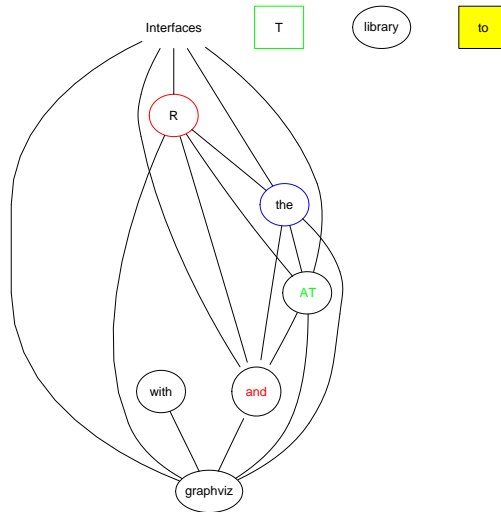 Interfaces T library to
R
the
AT
with and
graphviz